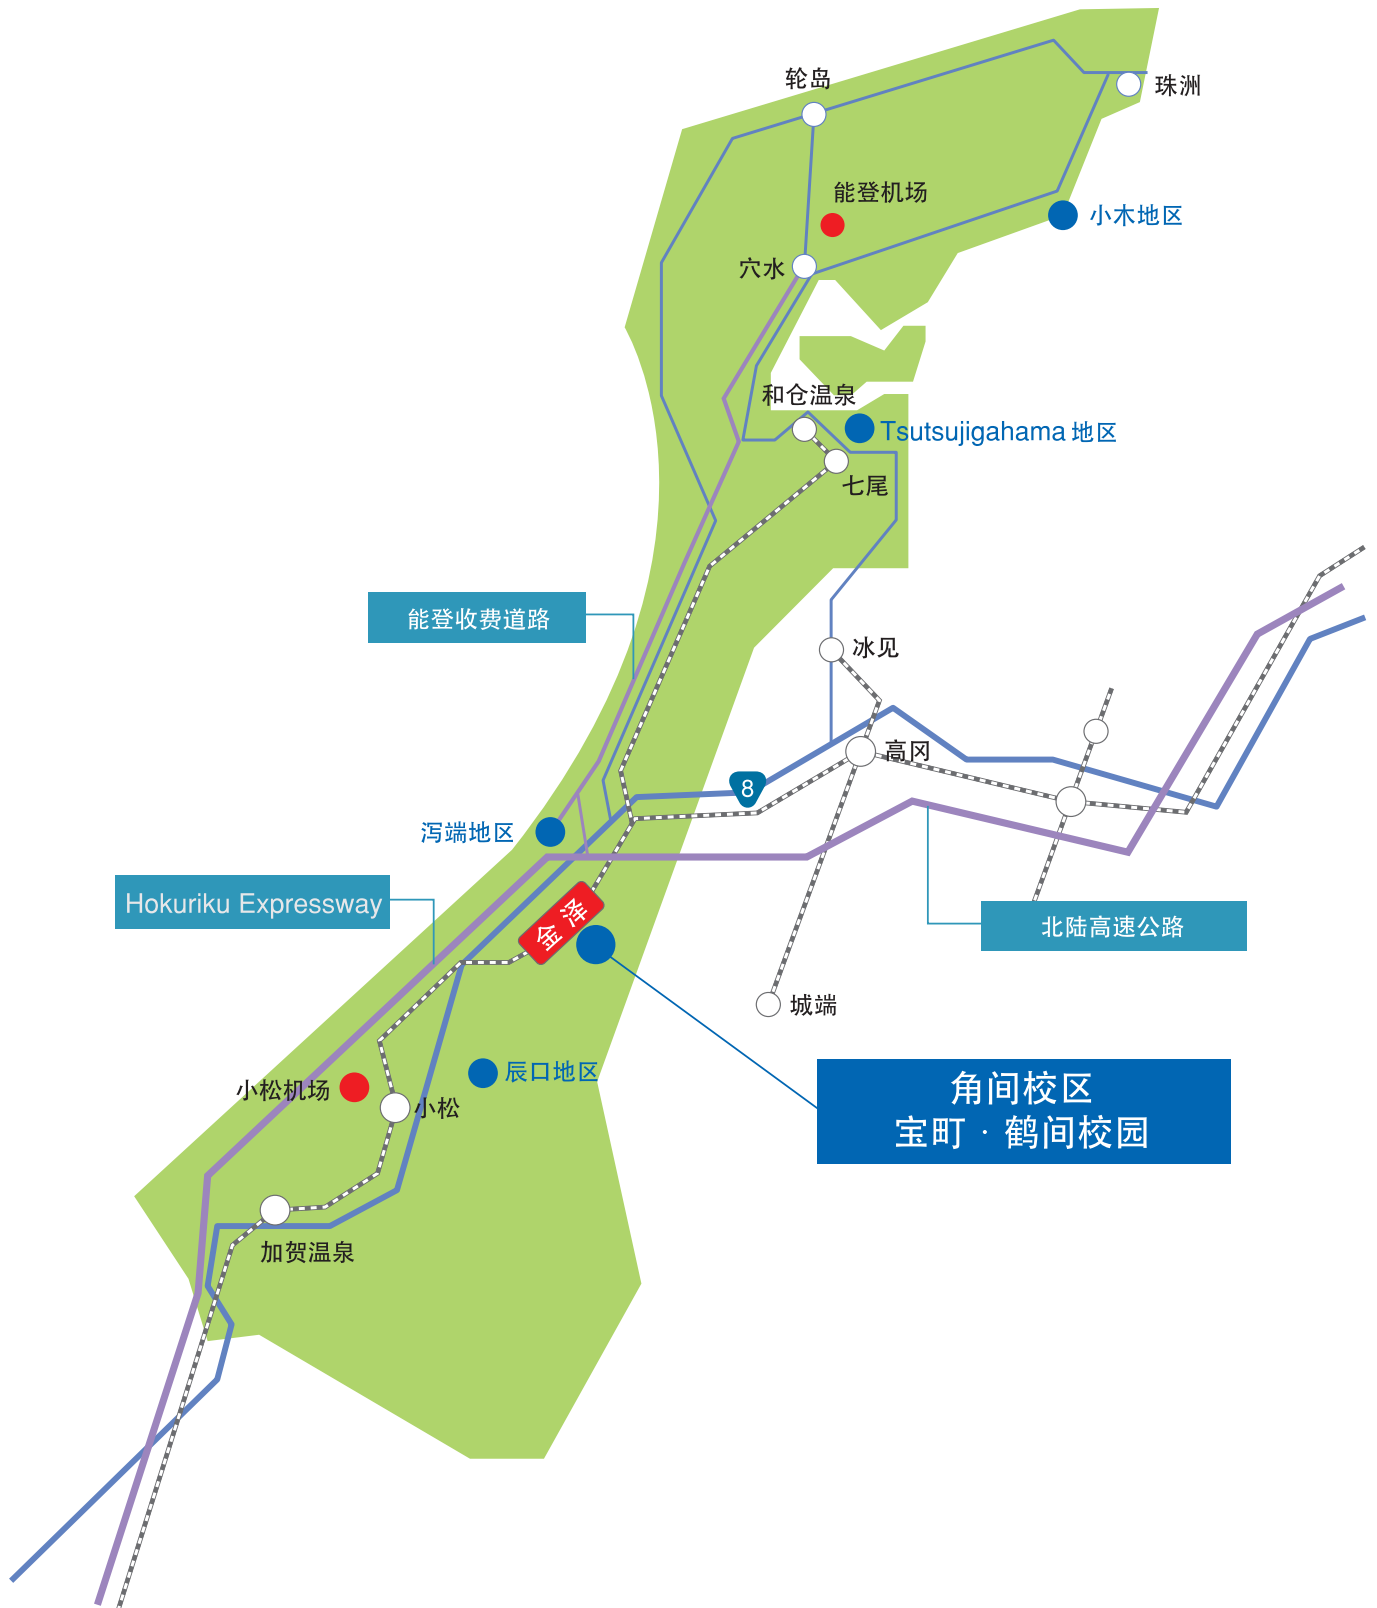 轮岛
珠洲
能登机场
小木地区
穴水
和仓温泉
Tsutsujigahama 地区
七尾
能登收费道路
冰见
高冈
8
泻端地区
Hokuriku Expressway
金泽
北陆高速公路
城端
辰口地区
小松机场
小松
角间校区
宝町・鹤间校园
加贺温泉